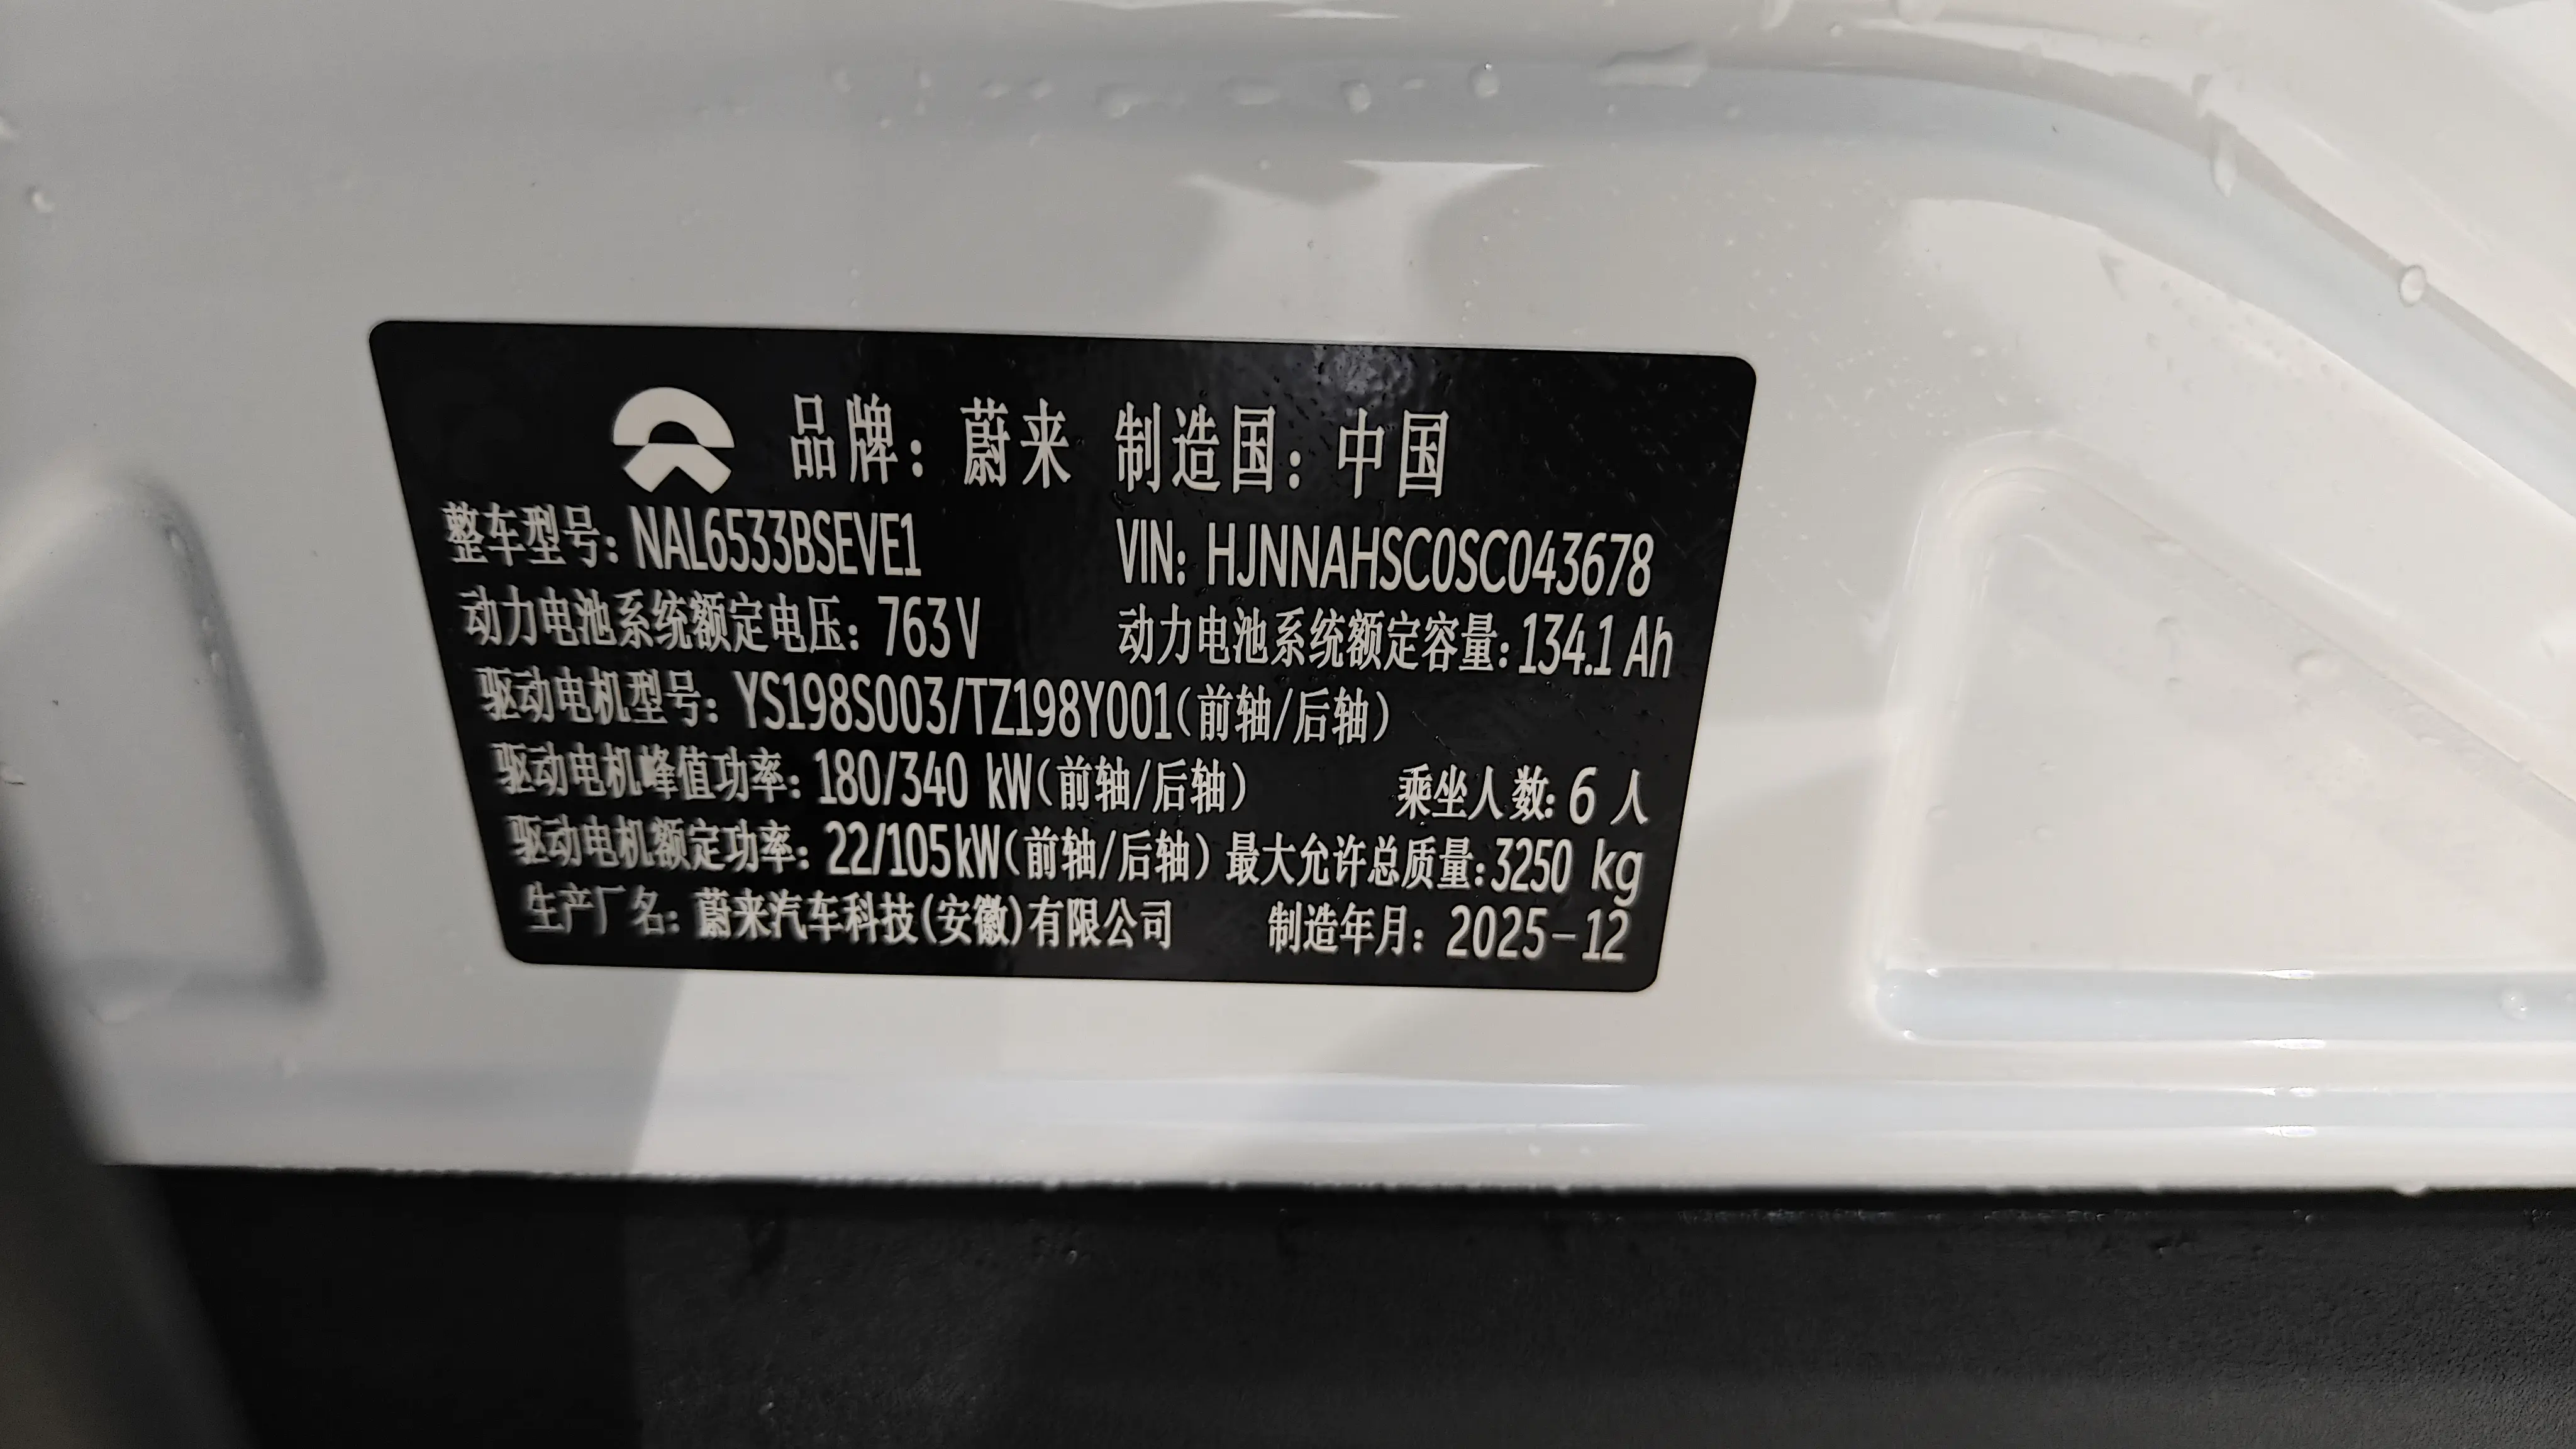 品牌：蔚来 制造国：中国
整车型号：NAL6533BSEVE1 VIN：HJNNAHSC0SC043678
动力电池系统额定电压：763V 动力电池系统额定容量：134.1 Ah
驱动电机型号：YS198S003/TZ198Y001（前轴/后轴）
驱动电机峰值功率：180/340 kW（前轴/后轴） 乘坐人数：6 人
驱动电机额定功率：22/105kW（前轴/后轴） 最大允许总质量：3250 kg
生产厂名：蔚来汽车科技（安徽）有限公司 制造年月：2025-12